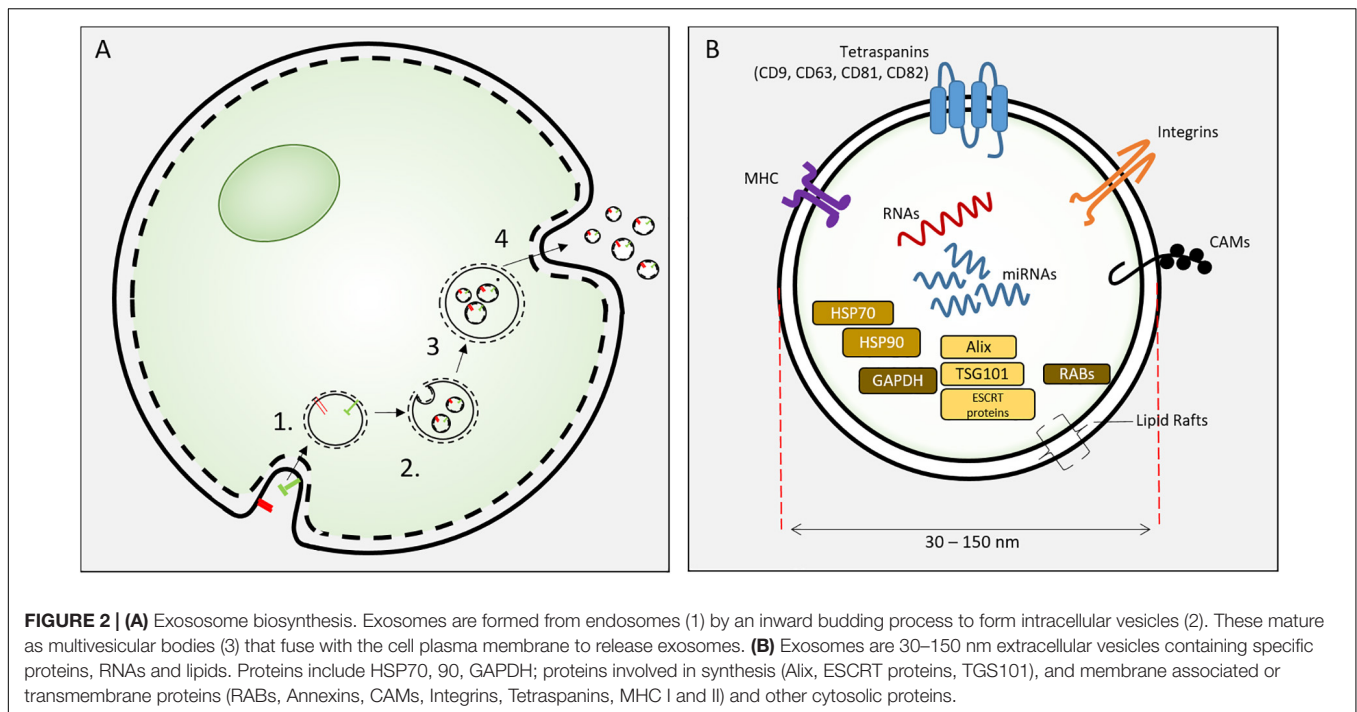 A
4
3
1.
2.
B
Tetraspanins
(CD9, CD63, CD81, CD82)
Integrins
MHC
RNAs
CAMs
miRNAs
HSP70
HSP90
Alix
GAPDH
TSG101
RABs
ESCRT
proteins
Lipid Rafts
30 – 150 nm
FIGURE 2 | (A) Exososome biosynthesis. Exosomes are formed from endosomes (1) by an inward budding process to form intracellular vesicles (2). These mature
as multivesicular bodies (3) that fuse with the cell plasma membrane to release exosomes. (B) Exosomes are 30–150 nm extracellular vesicles containing specific
proteins, RNAs and lipids. Proteins include HSP70, 90, GAPDH; proteins involved in synthesis (Alix, ESCRT proteins, TGS101), and membrane associated or
transmembrane proteins (RABs, Annexins, CAMs, Integrins, Tetraspanins, MHC I and II) and other cytosolic proteins.